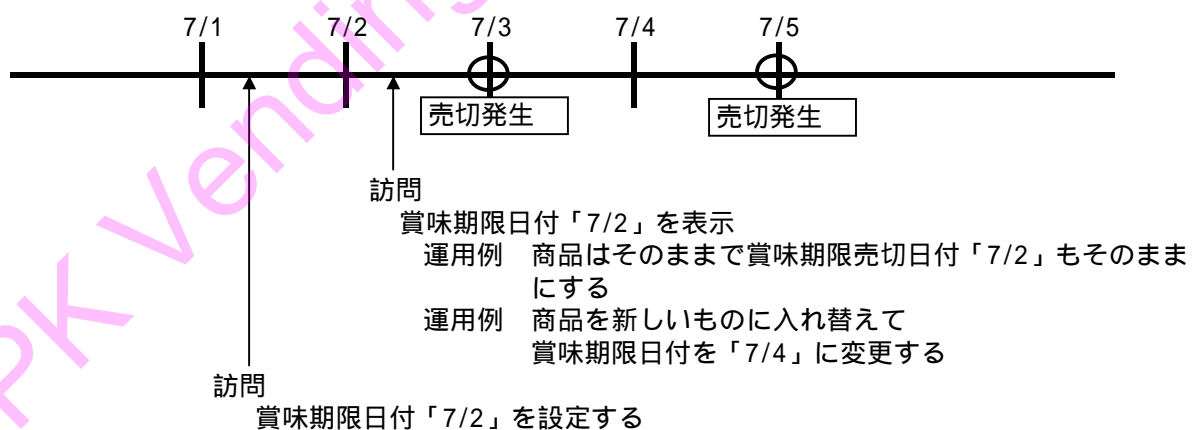 7/1 7/2 7/3 7/4 7/5
売切発生 売切発生
訪問
賞味期限日付「7/2」を表示
運用例 商品はそのままで賞味期限売切日付「7/2」もそのまま
にする
運用例 商品を新しいものに入れ替えて
賞味期限日付を「7/4」に変更する
訪問
賞味期限日付「7/2」を設定する
PK Vending